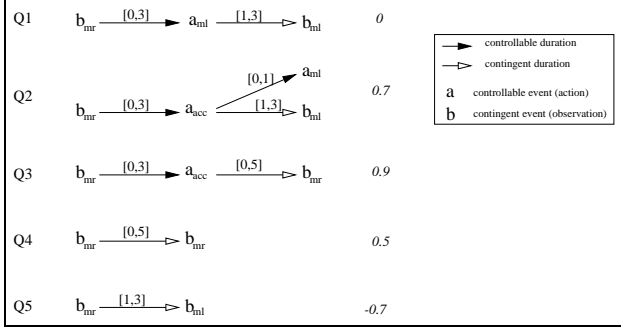 Q1 b_mr [0,3] a_ml [1,3] b_ml 0
controllable duration
contingent duration
a controllable event (action)
b contingent event (observation)
Q2 b_mr [0,3] a_acc [0,1] a_ml [1,3] b_ml 0.7
Q3 b_mr [0,3] a_acc [0,5] b_mr 0.9
Q4 b_mr [0,5] b_mr 0.5
Q5 b_mr [1,3] b_ml -0.7